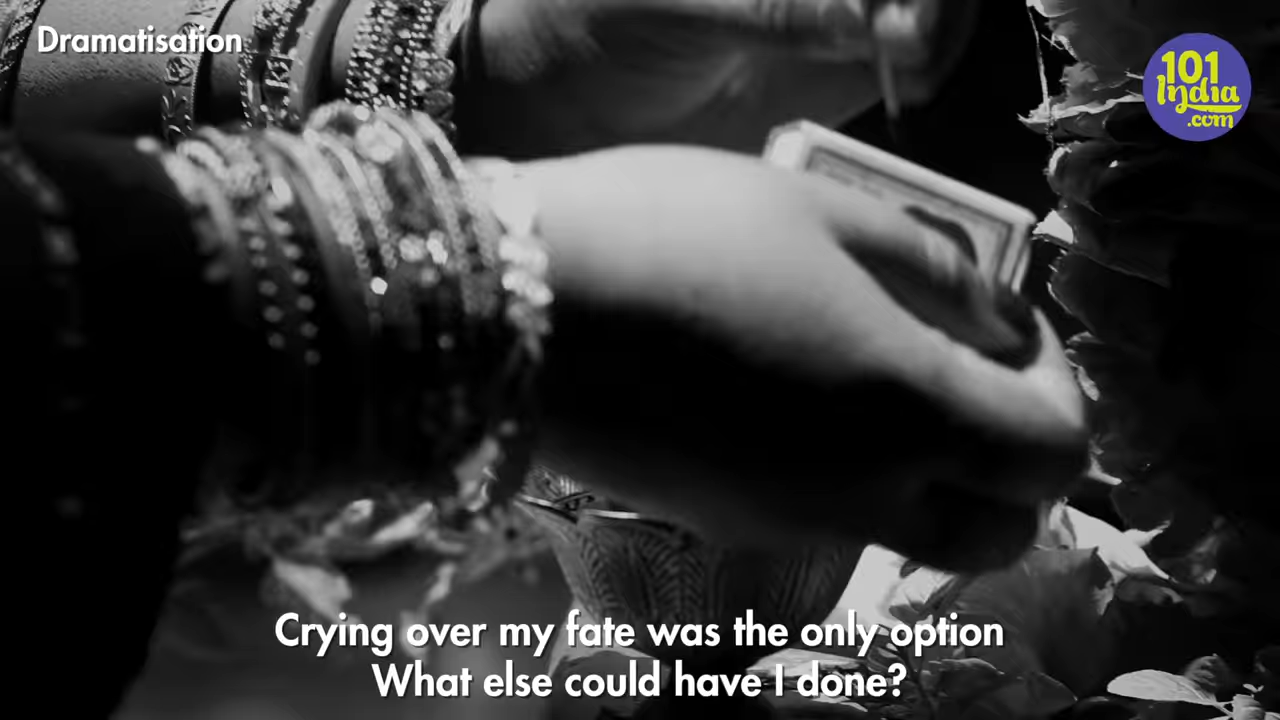 Dramatisation
101
India
.com
Crying over my fate was the only option
What else could have I done?